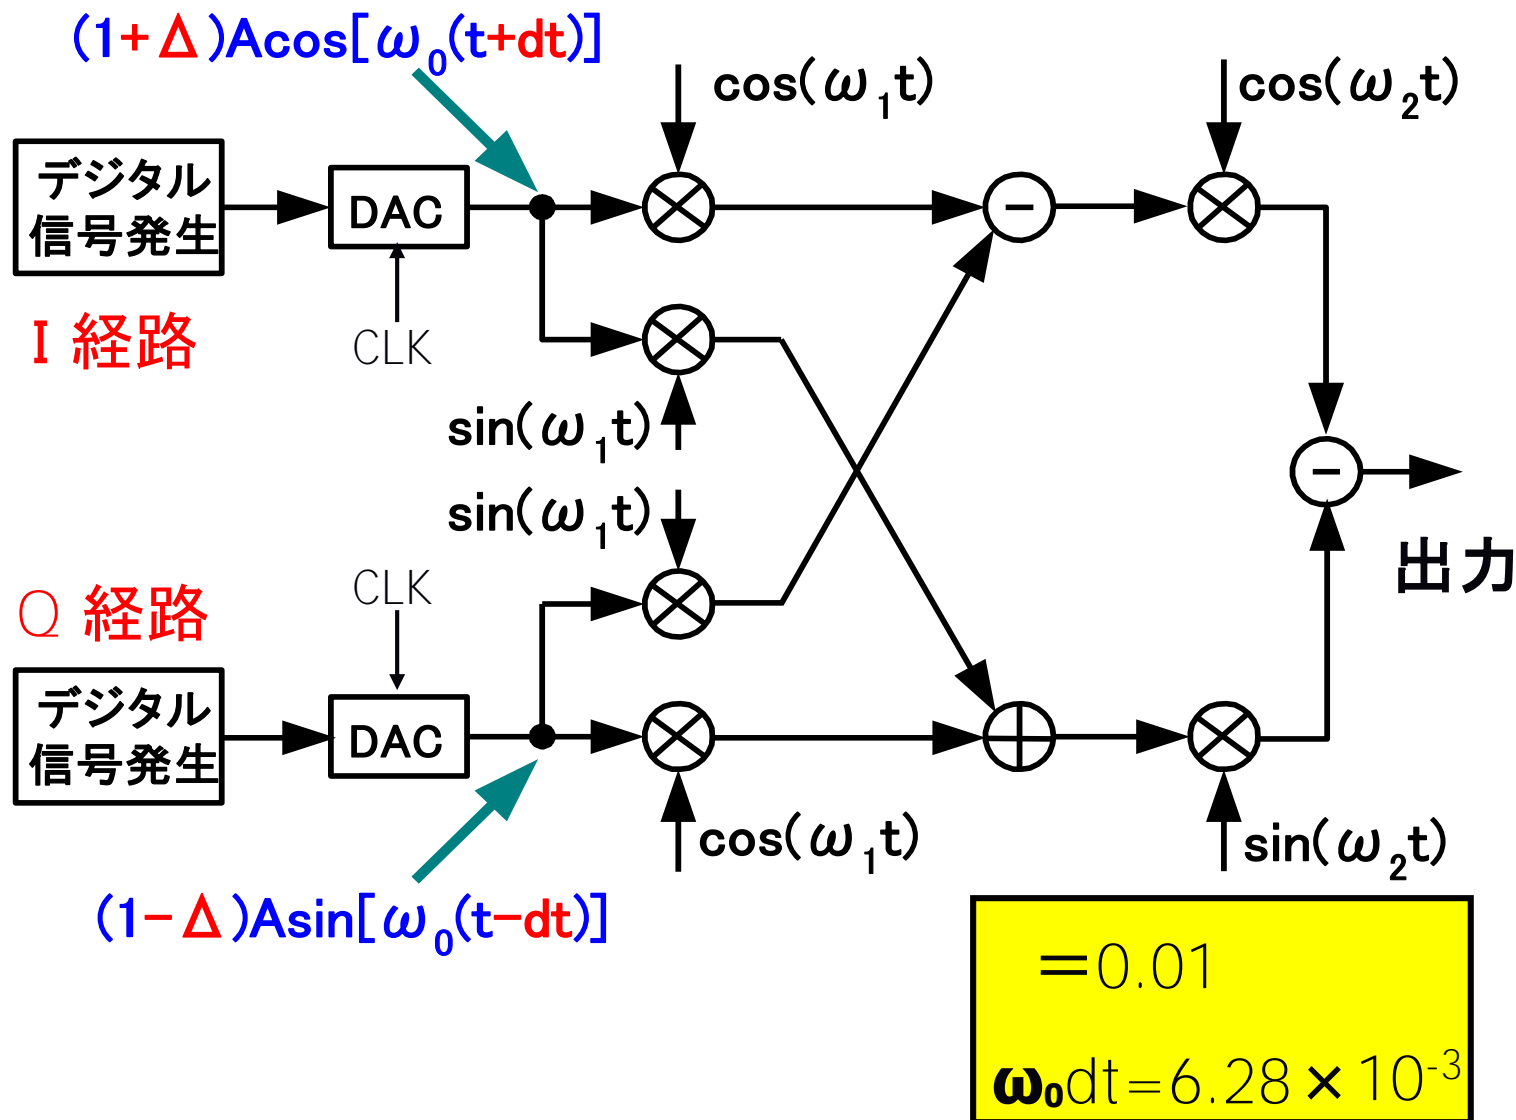 (1+Δ)Acos[ω₀(t+dt)]
cos(ω₁t)
cos(ω₂t)
デジタル
信号発生
DAC
-
I 経路
CLK
sin(ω₁t)
sin(ω₁t)
-
出力
CLK
Q 経路
デジタル
信号発生
DAC
cos(ω₁t)
sin(ω₂t)
(1-Δ)Asin[ω₀(t-dt)]
=0.01
ω₀dt=6.28×10⁻³